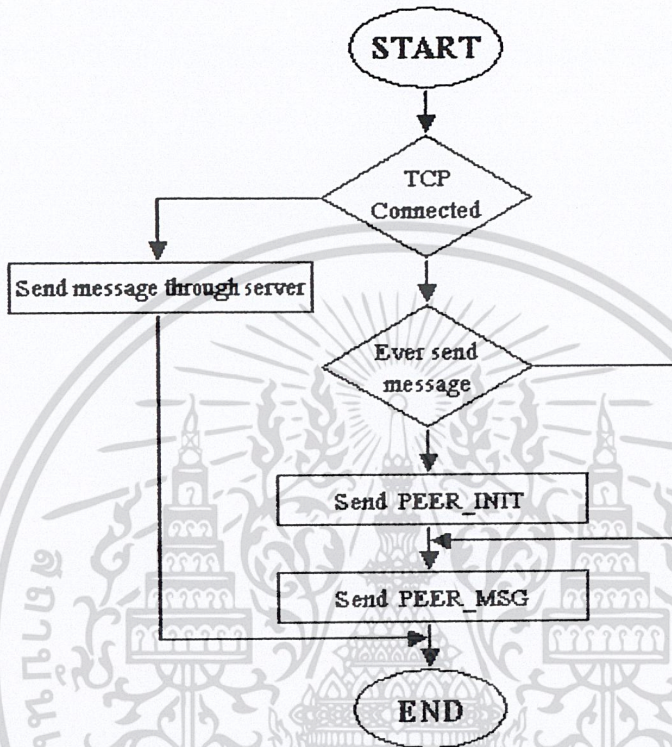 START
TCP
Connected
Send message through server
Ever send
message
Send PEER_INIT
Send PEER_MSG
END